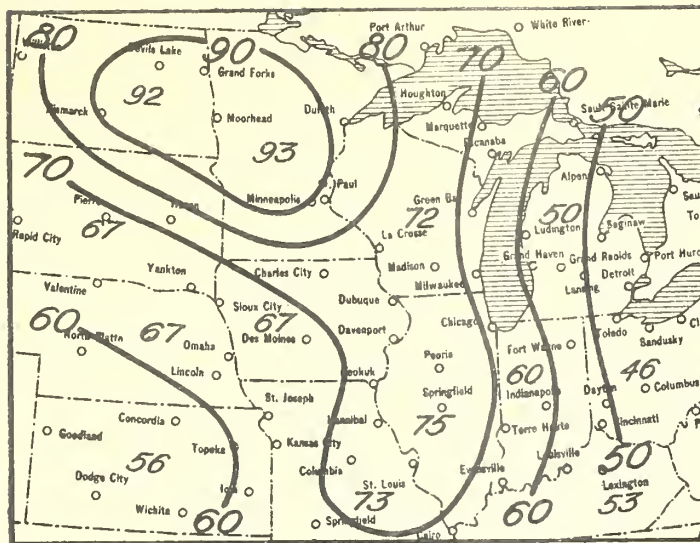 Port Arthur
White River
80
90
80
70
60
50
Devils Lake
Grand Forks
92
Bismarck
Moorhead
Duluth
Houghton
Marquette
Sault Sainte Marie
Escanaba
93
70
Pierre
Huron
67
Rapid City
Minneapolis
St. Paul
Green Bay
72
La Crosse
Madison
Milwaukee
Alpena
50
Ludington
Saginaw
Grand Haven
Grand Rapids
Port Huro
Detroit
Lansing
Valentine
Yankton
Sioux City
Charles City
Dubuque
Chicago
Toledo
Sandusky
60
North Platte
67
Omaha
Lincoln
67
Des Moines
Davenport
Keokuk
Peoria
Springfield
75
Fort Wayne
60
Indianapolis
Terre Haute
46
Columbus
Dayton
Cincinnati
Concordia
Goodland
56
Topeka
Dodge City
Wichita
Iola
60
St. Joseph
Kansas City
Hannibal
Columbia
St. Louis
73
Springfield
Cairo
Evansville
Louisville
60
50
Lexington
53